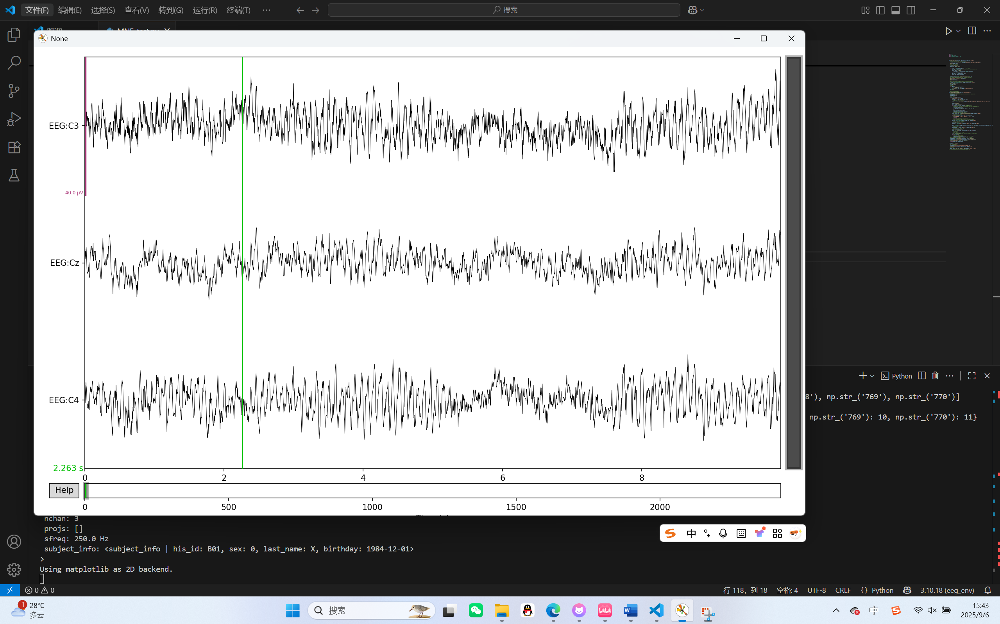 文件(F) 编辑(E) 选择(S) 查看(V) 转到(G) 运行(R) 终端(T) ··· 搜索
None
EEG:C3
40.0 µV
EEG:Cz
EEG:C4
2.263 s
0 2 4 6 8
Help
0 500 1000 1500 2000
Python
8'), np.str_('769'), np.str_('770')]
np.str_('769'): 10, np.str_('770'): 11}
nchan: 3
projs: []
sfreq: 250.0 Hz
subject_info: <subject_info | his_id: B01, sex: 0, last_name: X, birthday: 1984-12-01>
>
Using matplotlib as 2D backend.
中
0 0 行 118，列 18 空格: 4 UTF-8 CRLF {} Python 3.10.18 (eeg_env)
1 28°C
多云
搜索
bilibili
W
中
15:43
2025/9/6